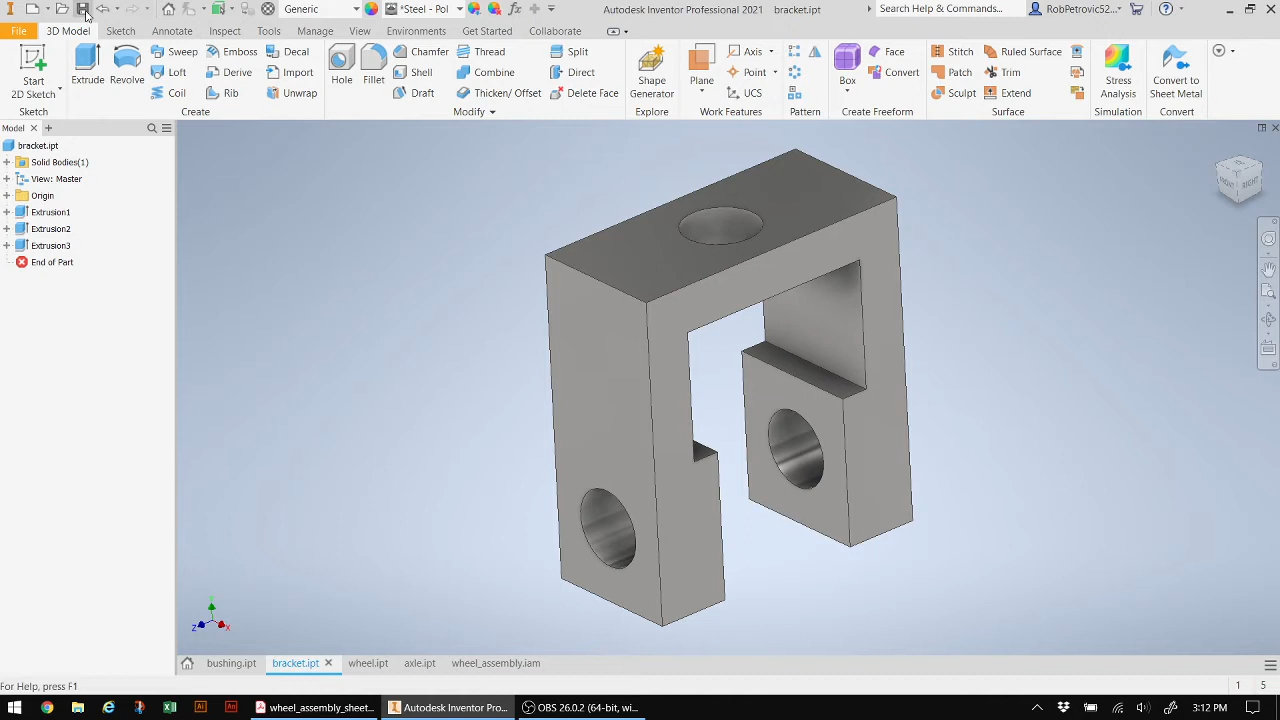 Generic
*Steel - Pol
fx
Autodesk Inventor Professional 2021   bracket.ipt
Search Help & Commands...
RobPetrovic52...
File
3D Model
Sketch
Annotate
Inspect
Tools
Manage
View
Environments
Get Started
Collaborate
Start
2D Sketch
Extrude
Revolve
Sweep
Emboss
Decal
Loft
Derive
Import
Coil
Rib
Unwrap
Hole
Fillet
Chamfer
Thread
Split
Shell
Combine
Direct
Draft
Thicken/ Offset
Delete Face
Shape
Generator
Plane
Axis
Point
UCS
Box
Face
Convert
Stitch
Ruled Surface
Patch
Trim
Sculpt
Extend
Stress
Analysis
Convert to
Sheet Metal
Sketch
Create
Modify
Explore
Work Features
Pattern
Create Freeform
Surface
Simulation
Convert
Model
bracket.ipt
Solid Bodies(1)
View: Master
Origin
Extrusion1
Extrusion2
Extrusion3
End of Part
FRONT
RIGHT
Z
Y
X
bushing.ipt
bracket.ipt
wheel.ipt
axle.ipt
wheel_assembly.iam
For Help, press F1
1
5
wheel_assembly_sheet...
Autodesk Inventor Pro...
OBS 26.0.2 (64-bit, wi...
3:12 PM